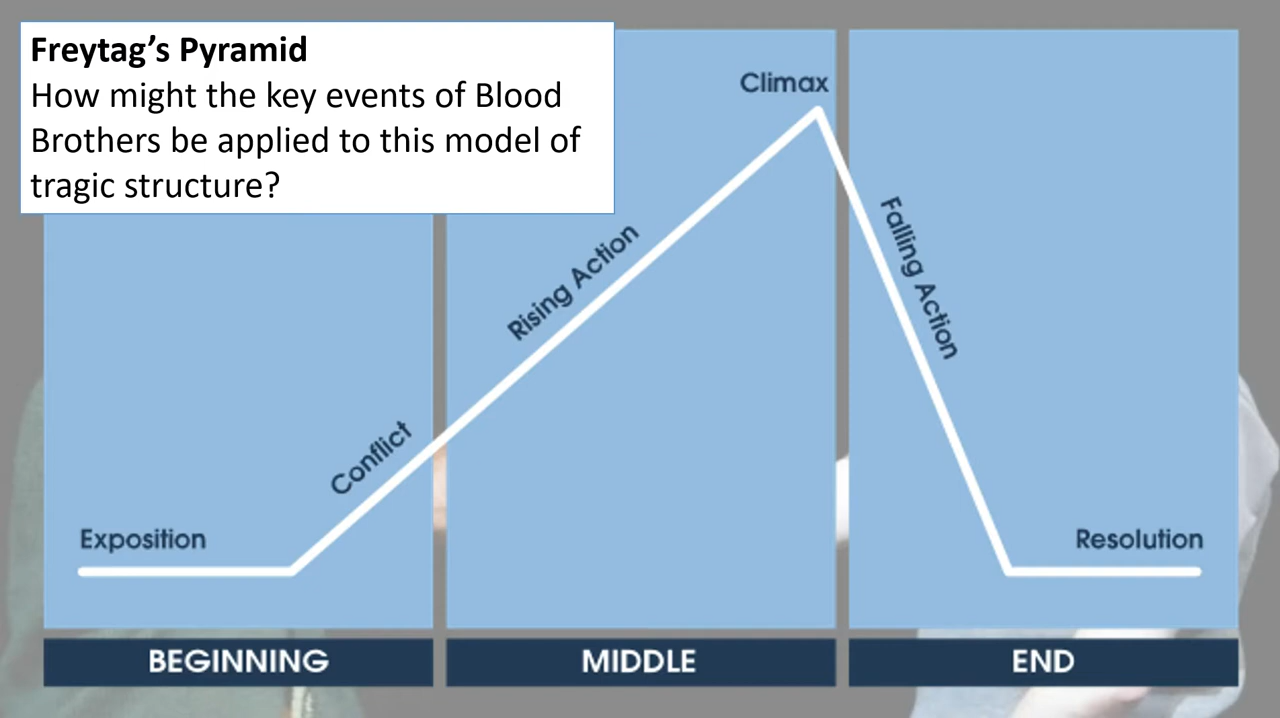 Freytag’s Pyramid
How might the key events of Blood
Brothers be applied to this model of
tragic structure?
Climax
Falling Action
Rising Action
Conflict
Exposition
Resolution
BEGINNING
MIDDLE
END